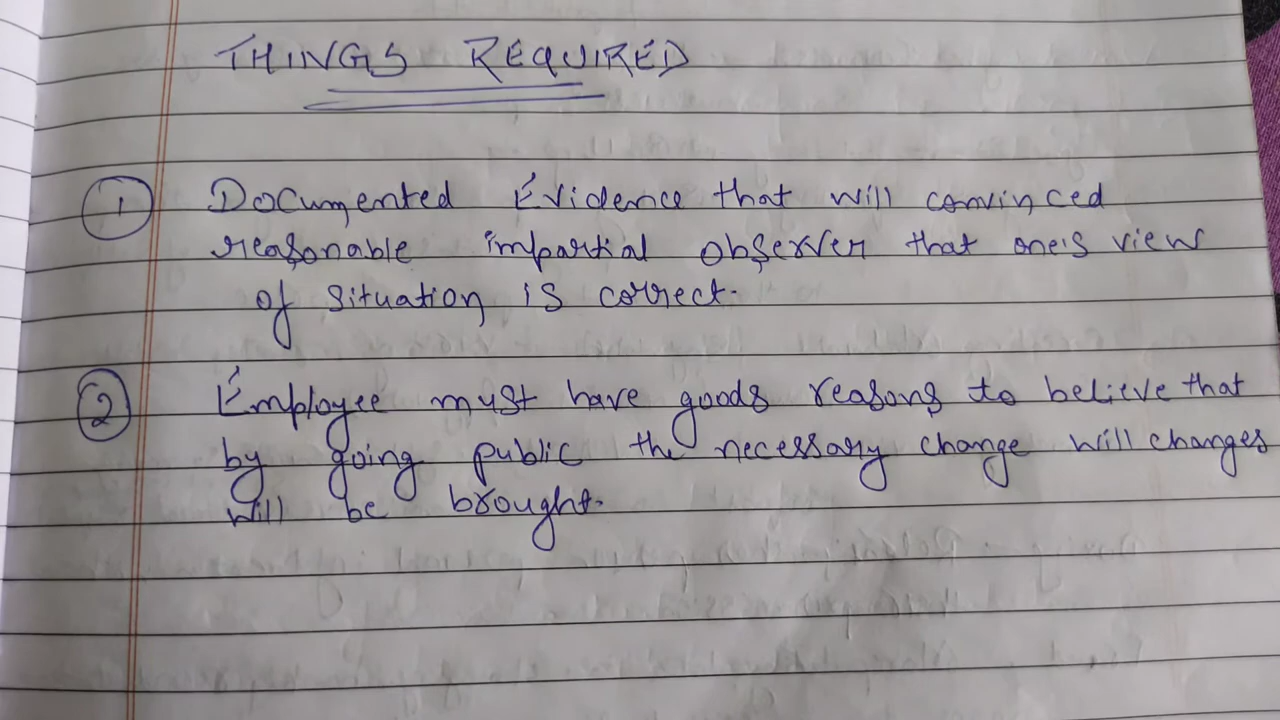 THINGS REQUIRED
1 Documented Evidence that will convinced
reasonable impartial observer that one's view
of situation is correct.
2 Employee must have goods reasons to believe that
by going public the necessary change will changes
will be brought.